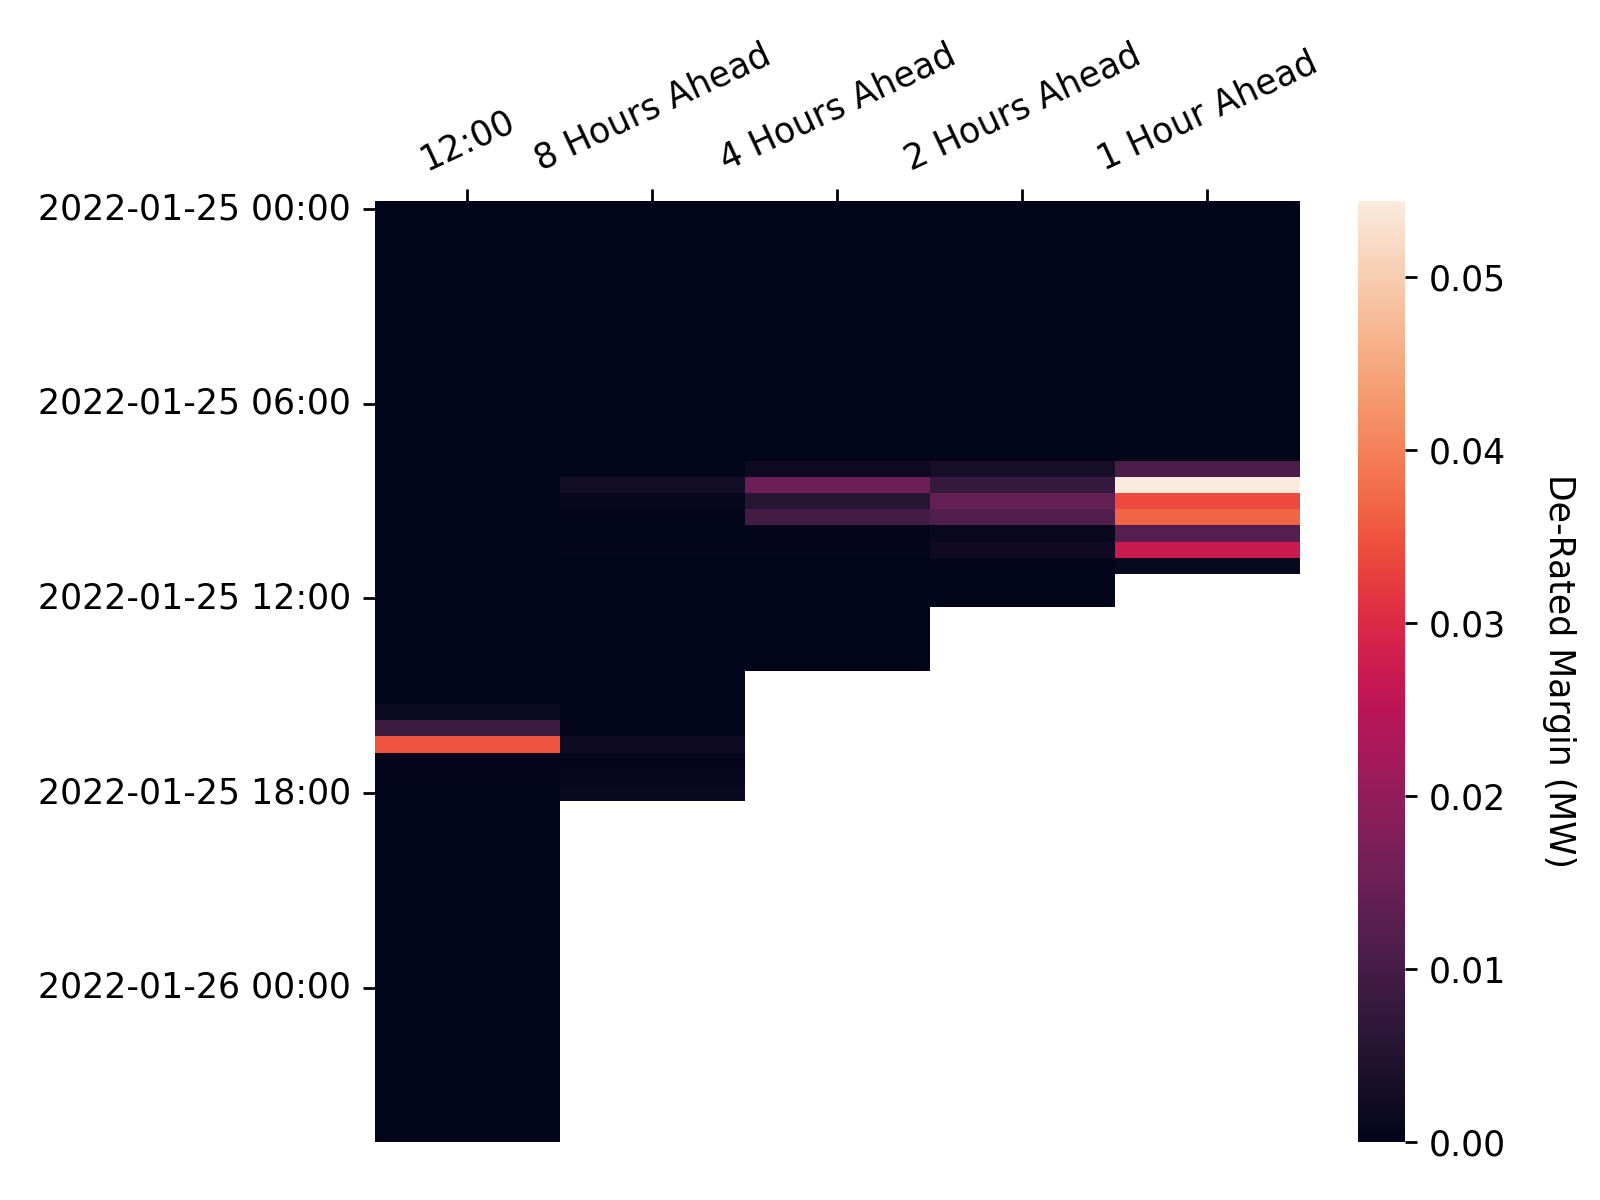 12:00
8 Hours Ahead
4 Hours Ahead
2 Hours Ahead
1 Hour Ahead
2022-01-25 00:00
2022-01-25 06:00
2022-01-25 12:00
2022-01-25 18:00
2022-01-26 00:00
0.05
0.04
0.03
0.02
0.01
0.00
De-Rated Margin (MW)